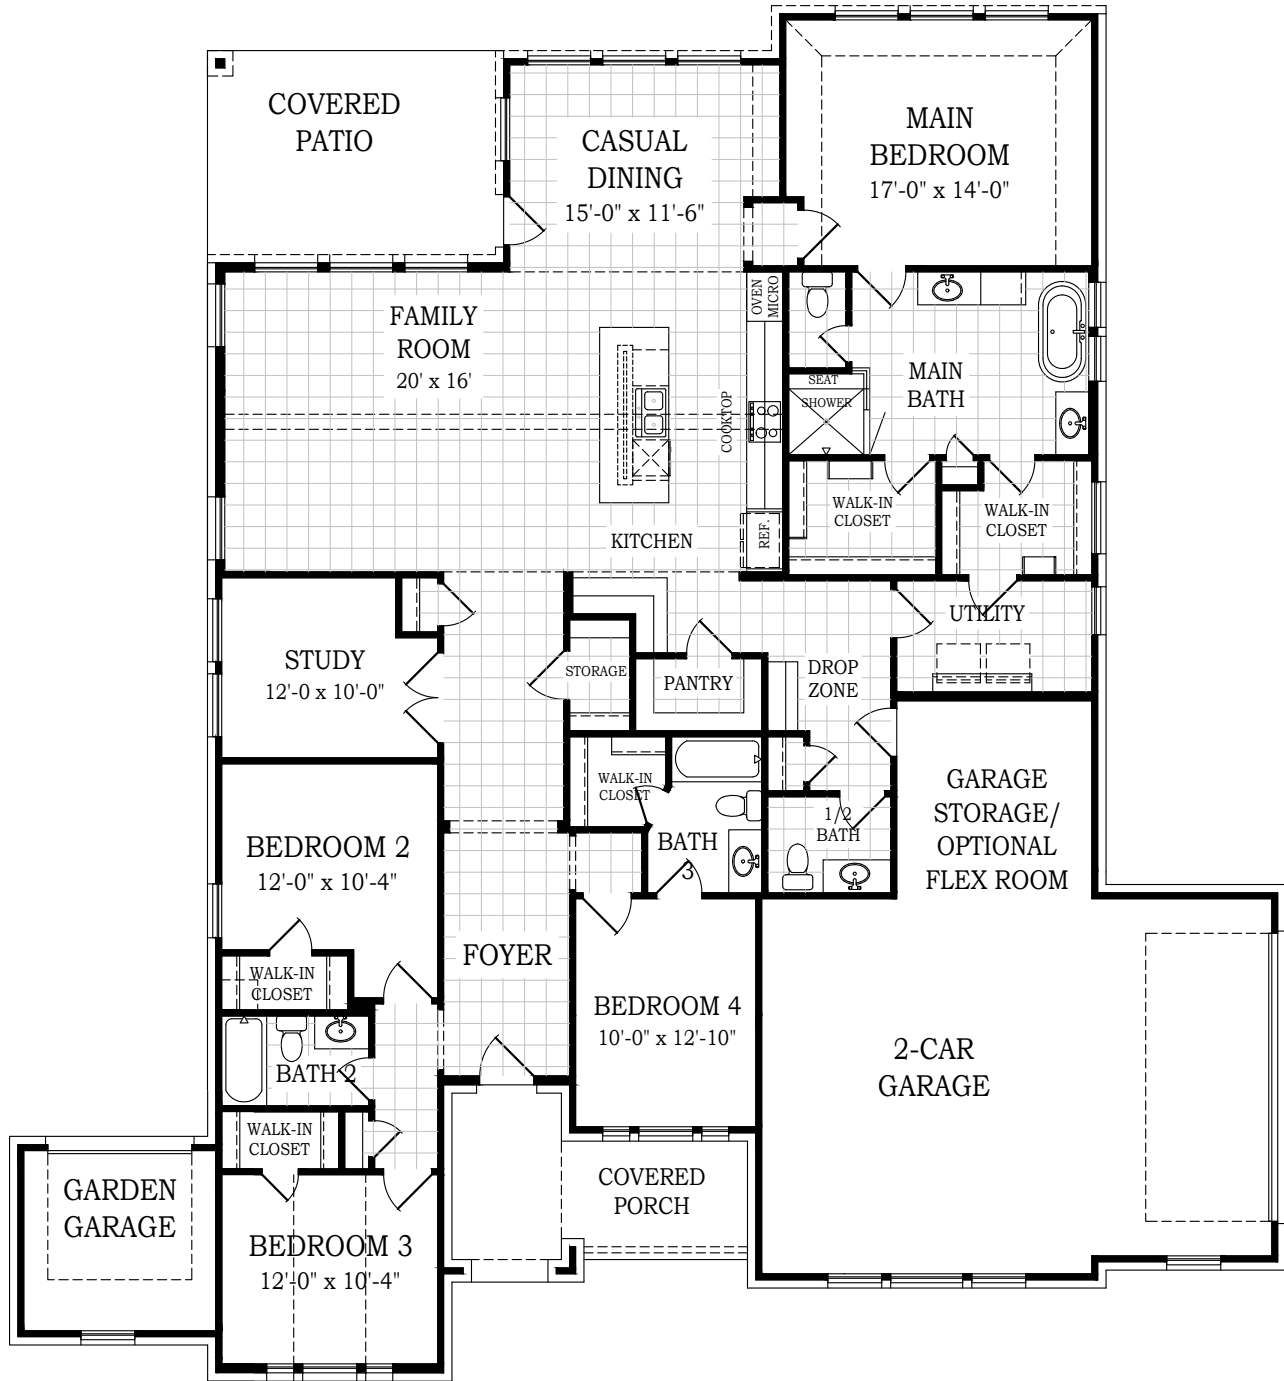 COVERED
PATIO
CASUAL
DINING
15'-0" x 11'-6"
MAIN
BEDROOM
17'-0" x 14'-0"
FAMILY
ROOM
20' x 16'
OVEN
MICRO
COOKTOP
KITCHEN
REF.
SEAT
SHOWER
MAIN
BATH
WALK-IN
CLOSET
WALK-IN
CLOSET
UTILITY
STUDY
12'-0 x 10'-0"
STORAGE
PANTRY
DROP
ZONE
WALK-IN
CLOSET
BATH
3
1/2
BATH
GARAGE
STORAGE/
OPTIONAL
FLEX ROOM
BEDROOM 2
12'-0" x 10'-4"
WALK-IN
CLOSET
FOYER
BEDROOM 4
10'-0" x 12'-10"
2-CAR
GARAGE
BATH 2
WALK-IN
CLOSET
GARDEN
GARAGE
BEDROOM 3
12'-0" x 10'-4"
COVERED
PORCH